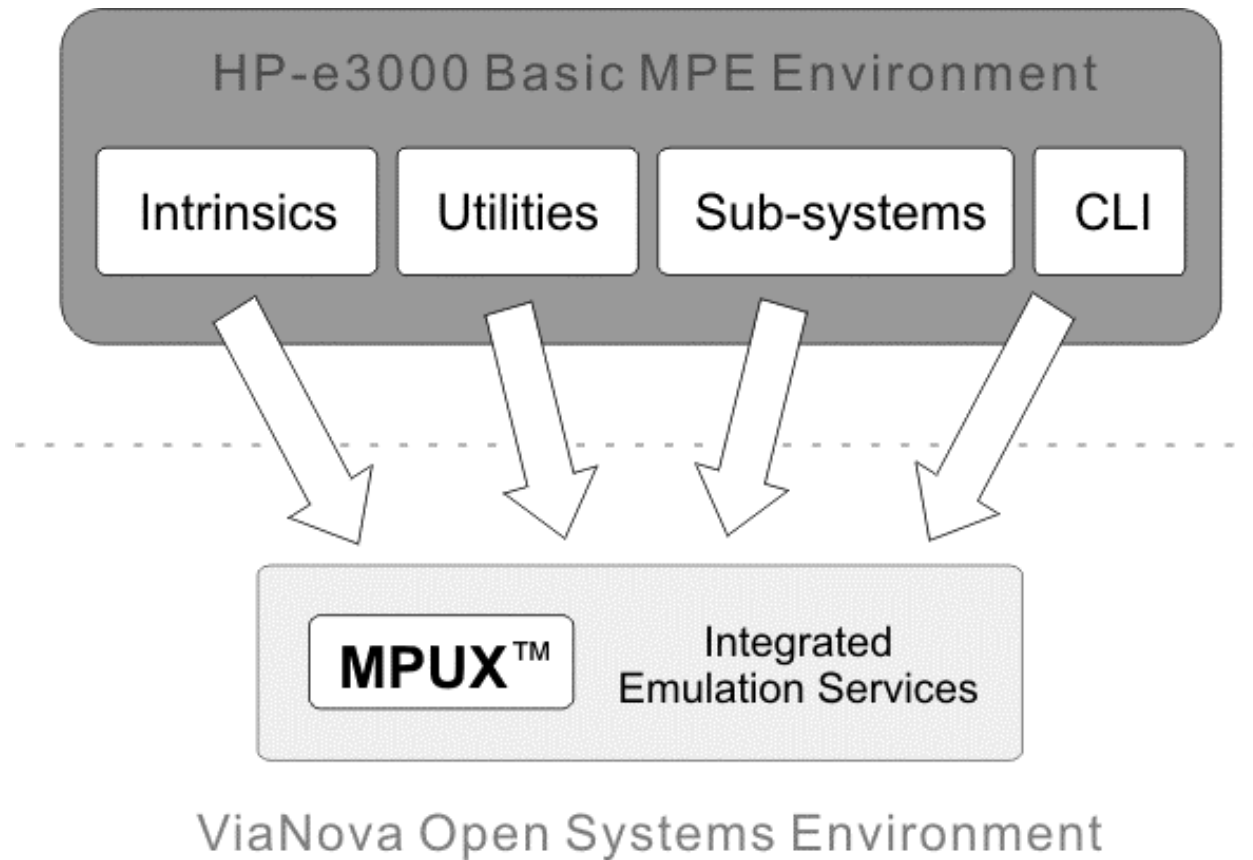 HP-e3000 Basic MPE Environment
Intrinsics
Utilities
Sub-systems
CLI
MPUX™
Integrated
Emulation Services
ViaNova Open Systems Environment